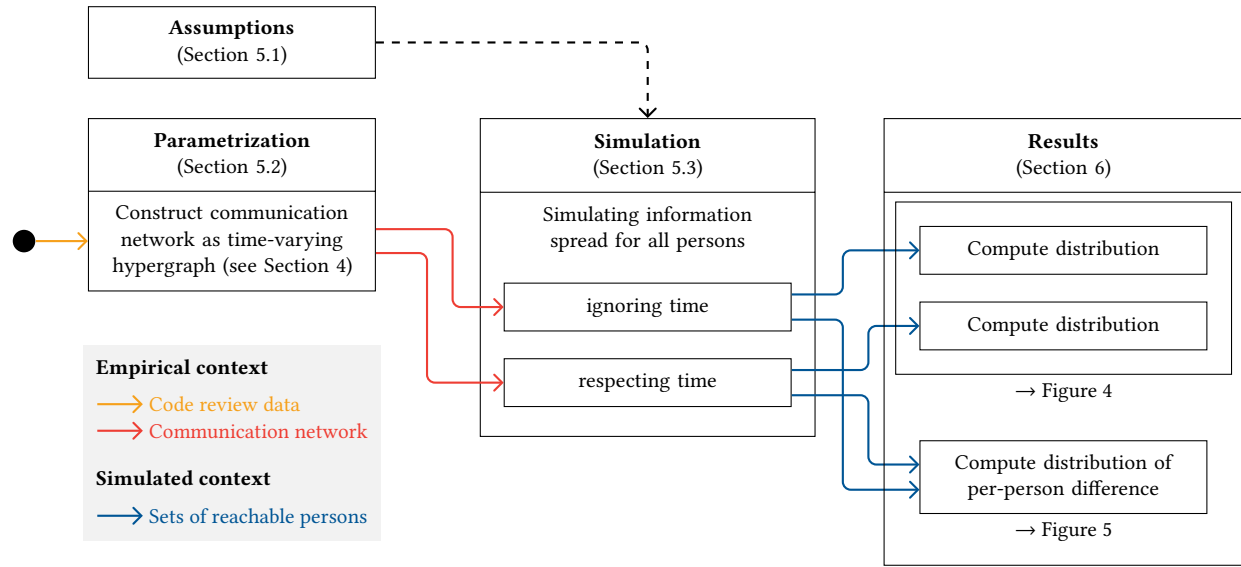 Assumptions
(Section 5.1)
Parametrization
(Section 5.2)
Construct communication
network as time-varying
hypergraph (see Section 4)
Empirical context
→ Code review data
→ Communication network
Simulated context
→ Sets of reachable persons
Simulation
(Section 5.3)
Simulating information
spread for all persons
ignoring time
respecting time
Results
(Section 6)
Compute distribution
Compute distribution
→ Figure 4
Compute distribution of
per-person difference
→ Figure 5